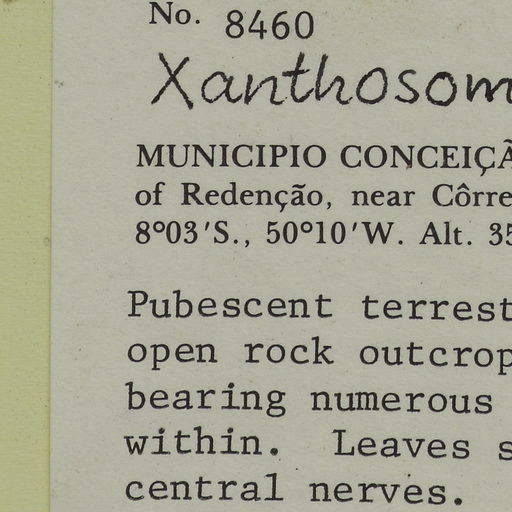 No. 8460
Xanthosom
MUNICIPIO CONCEIÇÃ
of Redenção, near Côrre
8°03′S., 50°10′W. Alt. 35
Pubescent terrest
open rock outcrop
bearing numerous
within. Leaves s
central nerves.